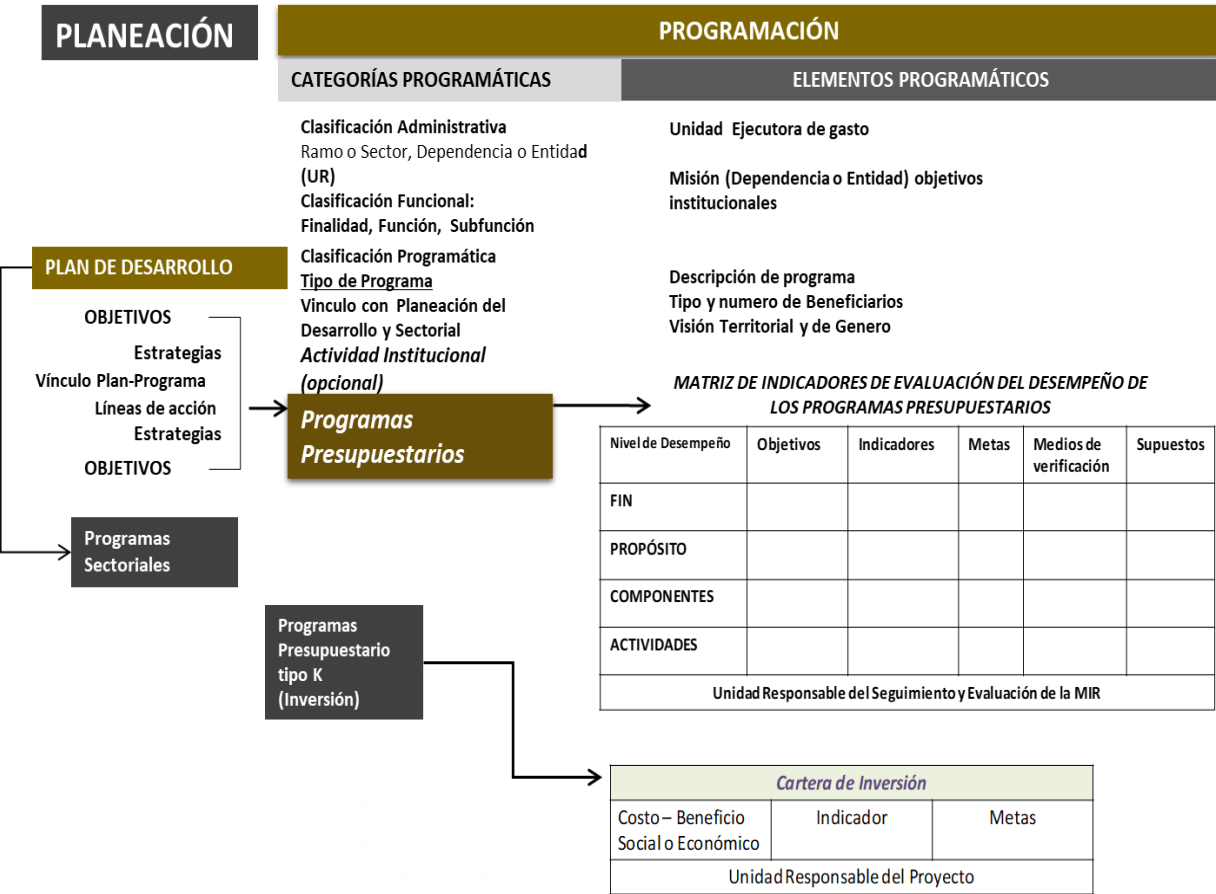 PLANEACIÓN
PROGRAMACIÓN
CATEGORÍAS PROGRAMÁTICAS
ELEMENTOS PROGRAMÁTICOS
Clasificación Administrativa
Ramo o Sector, Dependencia o Entidad
(UR)
Clasificación Funcional:
Finalidad, Función, Subfunción
Clasificación Programática
Tipo de Programa
Vinculo con Planeación del
Desarrollo y Sectorial
Actividad Institucional
(opcional)
Programas
Presupuestarios
Unidad Ejecutora de gasto
Misión (Dependencia o Entidad) objetivos
institucionales
Descripción de programa
Tipo y numero de Beneficiarios
Visión Territorial y de Genero
PLAN DE DESARROLLO
OBJETIVOS
Estrategias
Vínculo Plan-Programa
Líneas de acción
Estrategias
OBJETIVOS
Programas
Sectoriales
MATRIZ DE INDICADORES DE EVALUACIÓN DEL DESEMPEÑO DE
LOS PROGRAMAS PRESUPUESTARIOS
Nivel de Desempeño Objetivos Indicadores Metas Medios de Supuestos
verificación
FIN
PROPÓSITO
COMPONENTES
ACTIVIDADES
Unidad Responsable del Seguimiento y Evaluación de la MIR
Programas
Presupuestario
tipo K
(Inversión)
Cartera de Inversión
Costo – Beneficio Indicador Metas
Social o Económico
Unidad Responsable del Proyecto